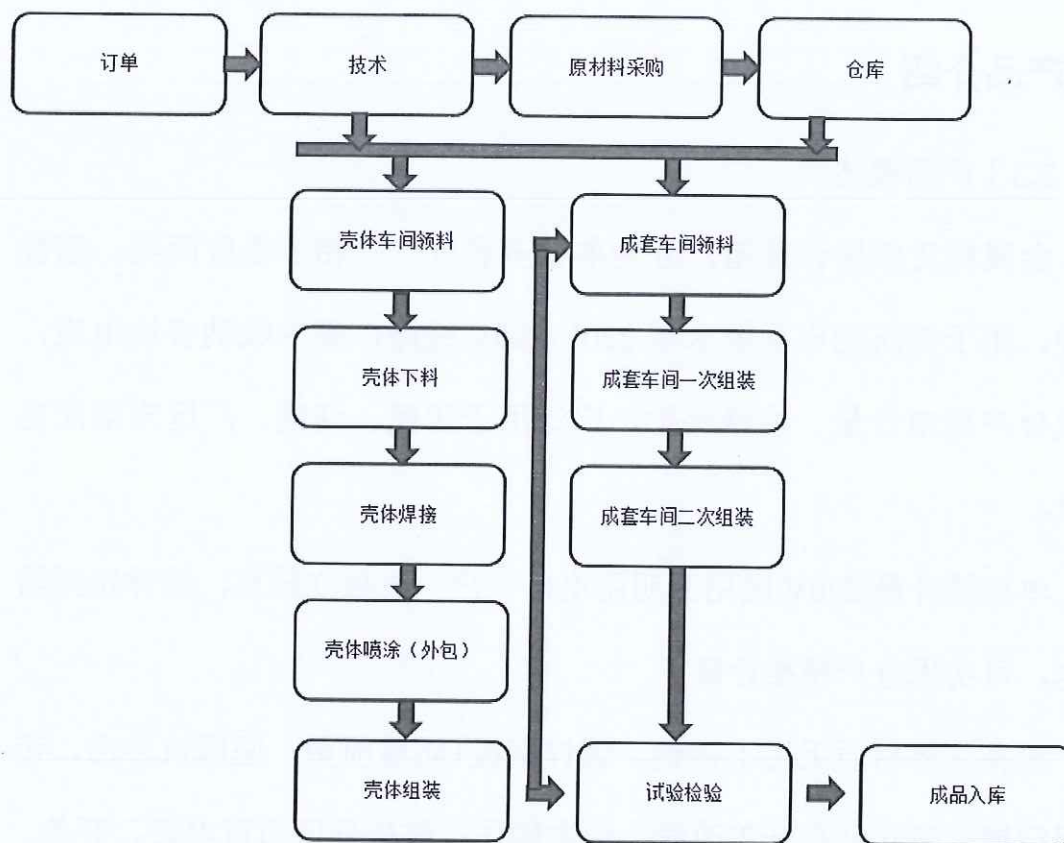 订单
技术
原材料采购
仓库
壳体车间领料
成套车间领料
壳体下料
成套车间一次组装
壳体焊接
成套车间二次组装
壳体喷涂（外包）
壳体组装
试验检验
成品入库